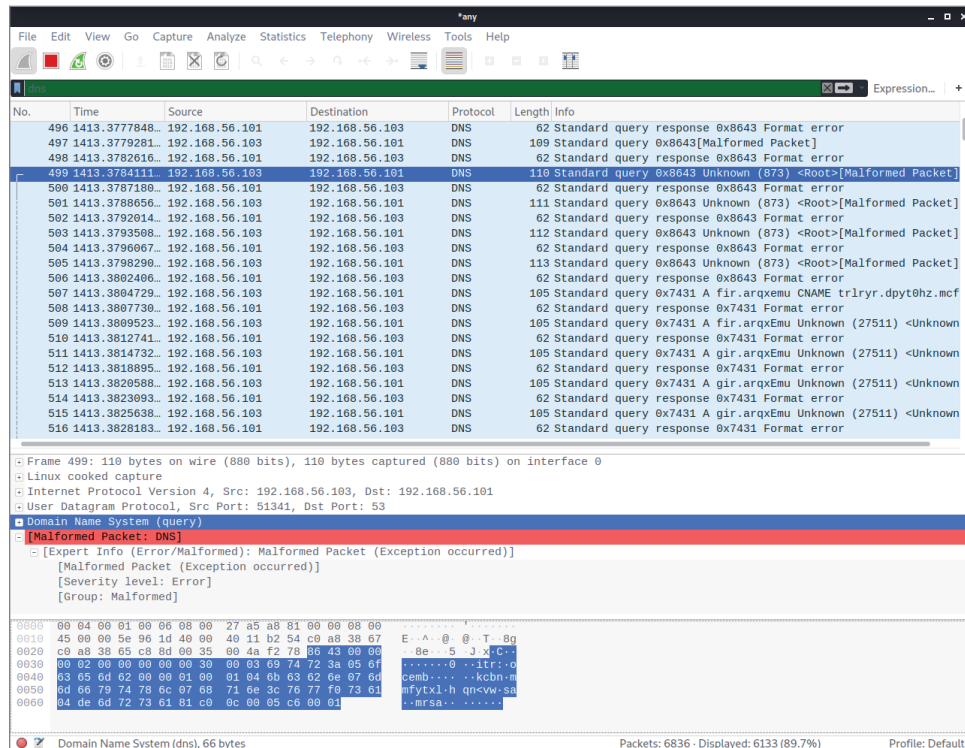 *any
File Edit View Go Capture Analyze Statistics Telephony Wireless Tools Help
dns Expression... +
No. Time Source Destination Protocol Length Info
496 1413.3777848… 192.168.56.101 192.168.56.103 DNS 62 Standard query response 0x8643 Format error
497 1413.3779281… 192.168.56.103 192.168.56.101 DNS 109 Standard query 0x8643[Malformed Packet]
498 1413.3782616… 192.168.56.101 192.168.56.103 DNS 62 Standard query response 0x8643 Format error
499 1413.3784111… 192.168.56.103 192.168.56.101 DNS 110 Standard query 0x8643 Unknown (873) <Root>[Malformed Packet]
500 1413.3787180… 192.168.56.101 192.168.56.103 DNS 62 Standard query response 0x8643 Format error
501 1413.3788656… 192.168.56.103 192.168.56.101 DNS 111 Standard query 0x8643 Unknown (873) <Root>[Malformed Packet]
502 1413.3792014… 192.168.56.101 192.168.56.103 DNS 62 Standard query response 0x8643 Format error
503 1413.3793508… 192.168.56.103 192.168.56.101 DNS 112 Standard query 0x8643 Unknown (873) <Root>[Malformed Packet]
504 1413.3796067… 192.168.56.101 192.168.56.103 DNS 62 Standard query response 0x8643 Format error
505 1413.3798290… 192.168.56.103 192.168.56.101 DNS 113 Standard query 0x8643 Unknown (873) <Root>[Malformed Packet]
506 1413.3802406… 192.168.56.101 192.168.56.103 DNS 62 Standard query response 0x8643 Format error
507 1413.3804729… 192.168.56.103 192.168.56.101 DNS 105 Standard query 0x7431 A fir.arqxemu CNAME trlryr.dpyt0hz.mcf
508 1413.3807730… 192.168.56.101 192.168.56.103 DNS 62 Standard query response 0x7431 Format error
509 1413.3809523… 192.168.56.103 192.168.56.101 DNS 105 Standard query 0x7431 A fir.arqxEmu Unknown (27511) <Unknown
510 1413.3812741… 192.168.56.101 192.168.56.103 DNS 62 Standard query response 0x7431 Format error
511 1413.3814732… 192.168.56.103 192.168.56.101 DNS 105 Standard query 0x7431 A gir.arqxEmu Unknown (27511) <Unknown
512 1413.3818895… 192.168.56.101 192.168.56.103 DNS 62 Standard query response 0x7431 Format error
513 1413.3820588… 192.168.56.103 192.168.56.101 DNS 105 Standard query 0x7431 A gir.arqxEmu Unknown (27511) <Unknown
514 1413.3823093… 192.168.56.101 192.168.56.103 DNS 62 Standard query response 0x7431 Format error
515 1413.3825638… 192.168.56.103 192.168.56.101 DNS 105 Standard query 0x7431 A gir.arqxEmu Unknown (27511) <Unknown
516 1413.3828183… 192.168.56.101 192.168.56.103 DNS 62 Standard query response 0x7431 Format error
Frame 499: 110 bytes on wire (880 bits), 110 bytes captured (880 bits) on interface 0
Linux cooked capture
Internet Protocol Version 4, Src: 192.168.56.103, Dst: 192.168.56.101
User Datagram Protocol, Src Port: 51341, Dst Port: 53
Domain Name System (query)
[Malformed Packet: DNS]
[Expert Info (Error/Malformed): Malformed Packet (Exception occurred)]
[Malformed Packet (Exception occurred)]
[Severity level: Error]
[Group: Malformed]
0000 00 04 00 01 00 06 08 00 27 a5 a8 81 00 00 08 00 ········ '·······
0010 45 00 00 5e 96 1d 40 00 40 11 b2 54 c0 a8 38 67 E··^··@· @··T··8g
0020 c0 a8 38 65 c8 8d 00 35 00 4a f2 78 86 43 00 00 ··8e···5 ·J·x·C··
0030 00 02 00 00 00 00 00 30 00 03 69 74 72 3a 05 6f ·······0 ··itr:·o
0040 63 65 6d 62 00 00 01 00 01 04 6b 63 62 6e 07 6d cemb···· ··kcbn·m
0050 6d 66 79 74 78 6c 07 68 71 6e 3c 76 77 f0 73 61 mfytxl·h qn<vw·sa
0060 04 de 6d 72 73 61 81 c0 0c 00 05 c6 00 01 ··mrsa·· ······
Domain Name System (dns), 66 bytes Packets: 6836 · Displayed: 6133 (89.7%) Profile: Default